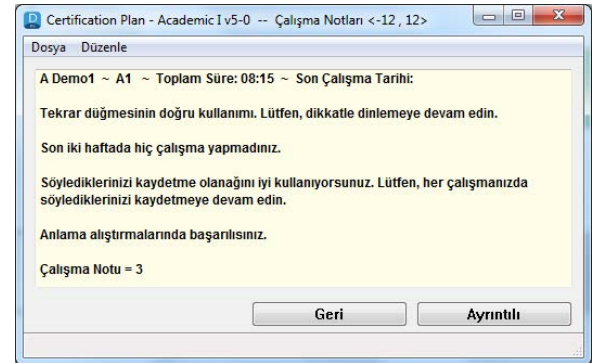 Certification Plan - Academic I v5-0 -- Çalışma Notları <-12 , 12>
Dosya Düzenle
A Demo1 ~ A1 ~ Toplam Süre: 08:15 ~ Son Çalışma Tarihi:
Tekrar düğmesinin doğru kullanımı. Lütfen, dikkatle dinlemeye devam edin.
Son iki haftada hiç çalışma yapmadınız.
Söylediklerinizi kaydetme olanağını iyi kullanıyorsunuz. Lütfen, her çalışmanızda
söylediklerinizi kaydetmeye devam edin.
Anlama alıştırmalarında başarılısınız.
Çalışma Notu = 3
Geri Ayrıntılı